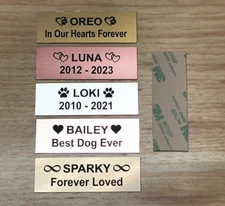 OREO
In Our Hearts Forever
LUNA
2012 - 2023
LOKI
2010 - 2021
BAILEY
Best Dog Ever
SPARKY
Forever Loved